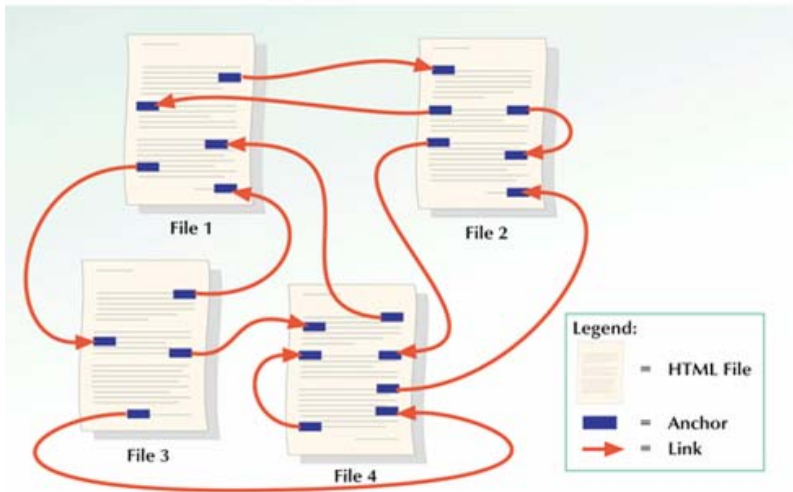 File 1
File 2
File 3
File 4
Legend:
= HTML File
= Anchor
= Link